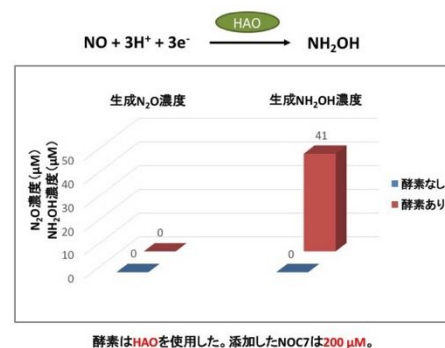 HAO
NO + 3H⁺ + 3e⁻ NH₂OH
生成N₂O濃度 生成NH₂OH濃度
N₂O濃度(μM)
NH₂OH濃度(μM)
50
40
30
20
10
0
0
0
41
0
酵素なし
酵素あり
酵素はHAOを使用した。添加したNOC7は200 μM。